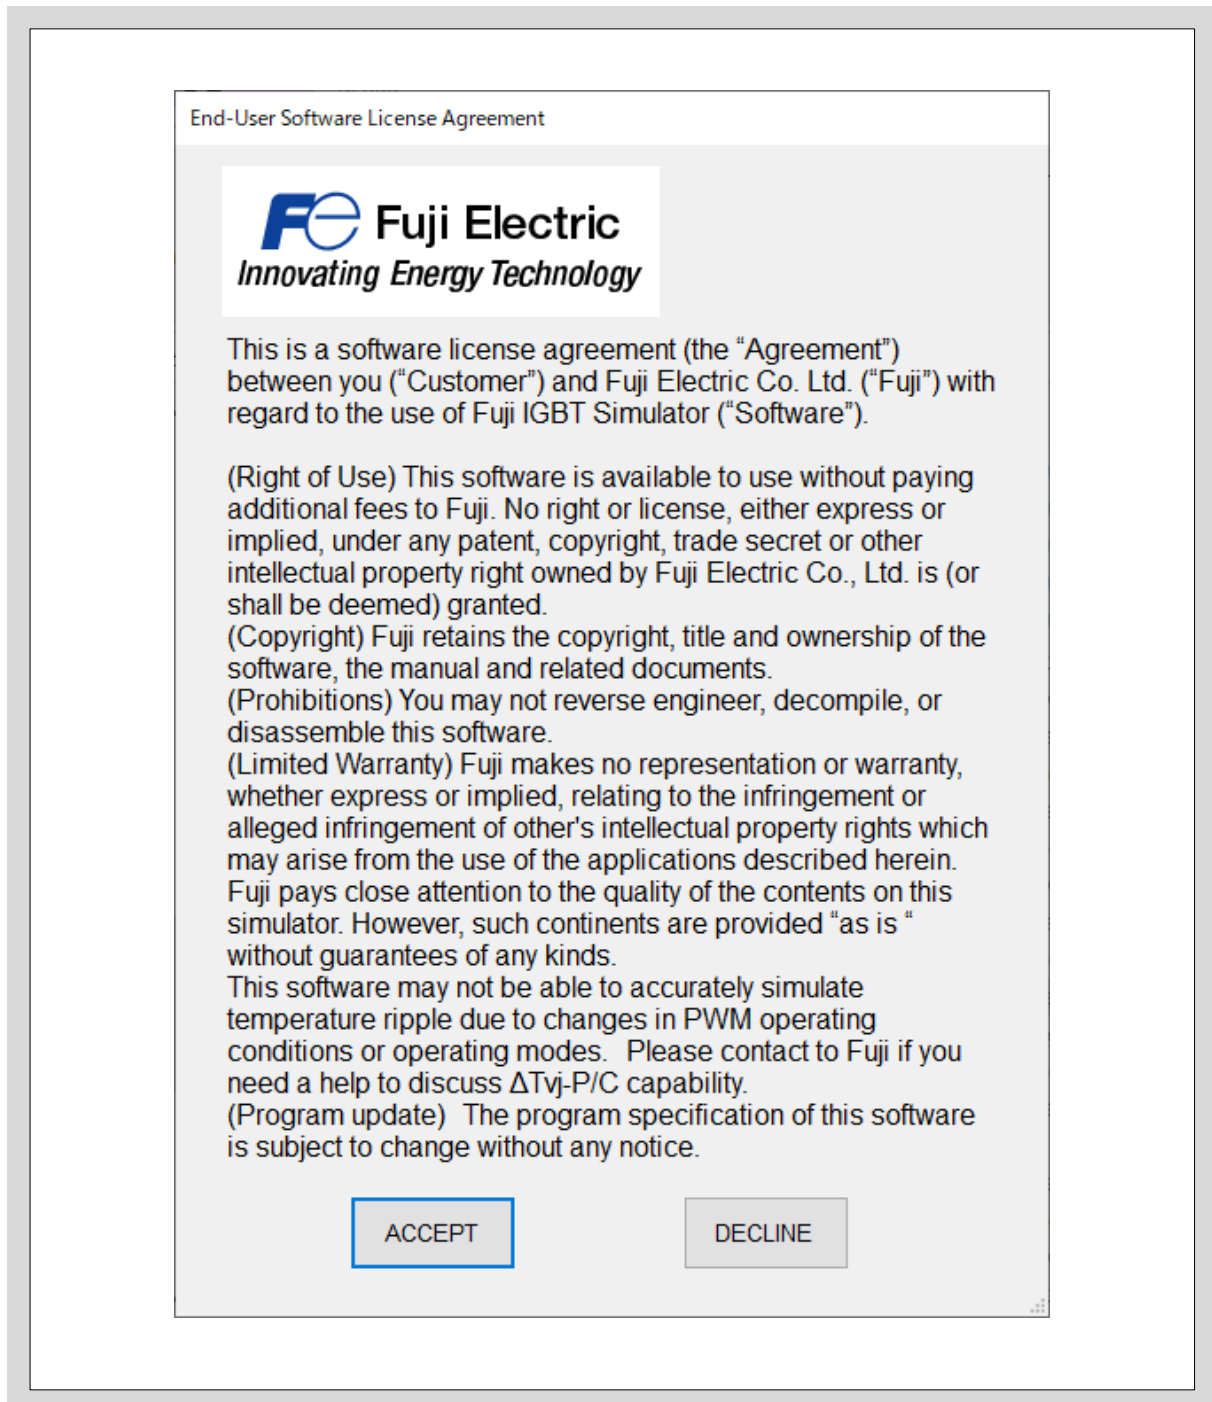 End-User Software License Agreement
Fe Fuji Electric
Innovating Energy Technology
This is a software license agreement (the “Agreement”)
between you (“Customer”) and Fuji Electric Co. Ltd. (“Fuji”) with
regard to the use of Fuji IGBT Simulator (“Software”).
(Right of Use) This software is available to use without paying
additional fees to Fuji. No right or license, either express or
implied, under any patent, copyright, trade secret or other
intellectual property right owned by Fuji Electric Co., Ltd. is (or
shall be deemed) granted.
(Copyright) Fuji retains the copyright, title and ownership of the
software, the manual and related documents.
(Prohibitions) You may not reverse engineer, decompile, or
disassemble this software.
(Limited Warranty) Fuji makes no representation or warranty,
whether express or implied, relating to the infringement or
alleged infringement of other's intellectual property rights which
may arise from the use of the applications described herein.
Fuji pays close attention to the quality of the contents on this
simulator. However, such continents are provided “as is “
without guarantees of any kinds.
This software may not be able to accurately simulate
temperature ripple due to changes in PWM operating
conditions or operating modes.  Please contact to Fuji if you
need a help to discuss ΔTvj-P/C capability.
(Program update)  The program specification of this software
is subject to change without any notice.
ACCEPT DECLINE